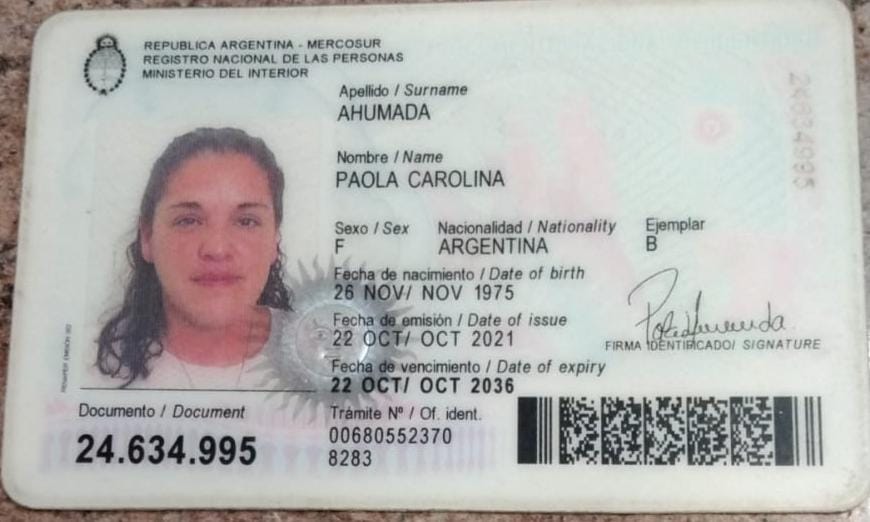 REPUBLICA ARGENTINA - MERCOSUR
REGISTRO NACIONAL DE LAS PERSONAS
MINISTERIO DEL INTERIOR
Apellido / Surname
AHUMADA
Nombre / Name
PAOLA CAROLINA
Sexo / Sex Nacionalidad / Nationality Ejemplar
F ARGENTINA B
Fecha de nacimiento / Date of birth
26 NOV/ NOV 1975
Fecha de emisión / Date of issue
22 OCT/ OCT 2021
FIRMA IDENTIFICADO/ SIGNATURE
Fecha de vencimiento / Date of expiry
22 OCT/ OCT 2036
Documento / Document Trámite Nº / Of. ident.
24.634.995 00680552370
8283
24634995